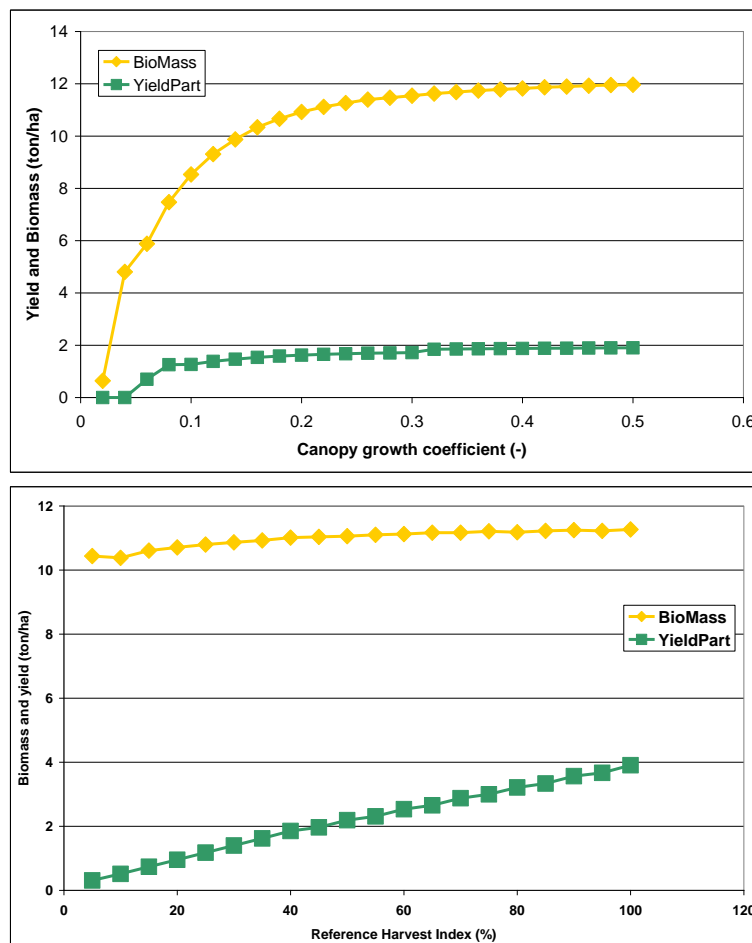 14
12
10
8
6
4
2
0
Yield and Biomass (ton/ha)
BioMass
YieldPart
0 0.1 0.2 0.3 0.4 0.5 0.6
Canopy growth coefficient (-)
12
10
8
6
4
2
0
Biomass and yield (ton/ha)
BioMass
YieldPart
0 20 40 60 80 100 120
Reference Harvest Index (%)